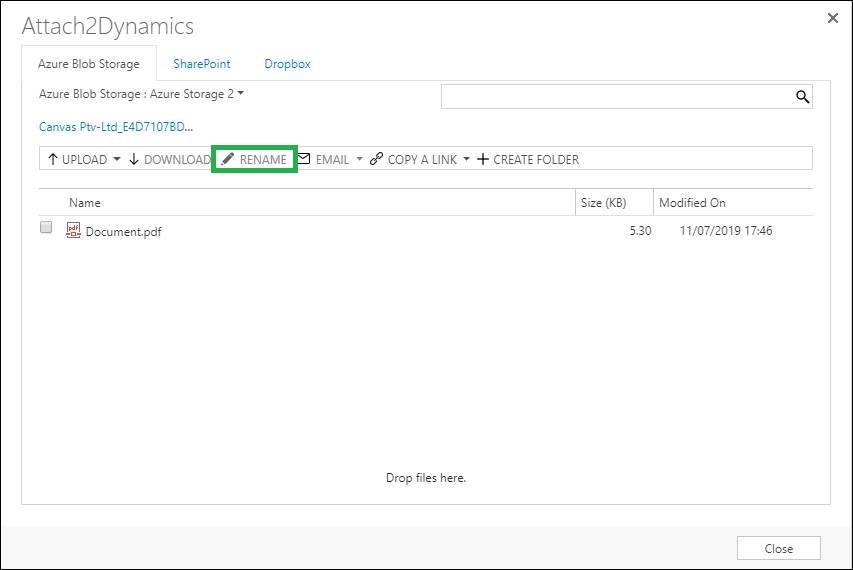 Attach2Dynamics
Azure Blob Storage SharePoint Dropbox
Azure Blob Storage : Azure Storage 2
Canvas Ptv-Ltd_E4D7107BD...
UPLOAD DOWNLOAD RENAME EMAIL COPY A LINK CREATE FOLDER
Name Size (KB) Modified On
pdf Document.pdf 5.30 11/07/2019 17:46
Drop files here.
Close